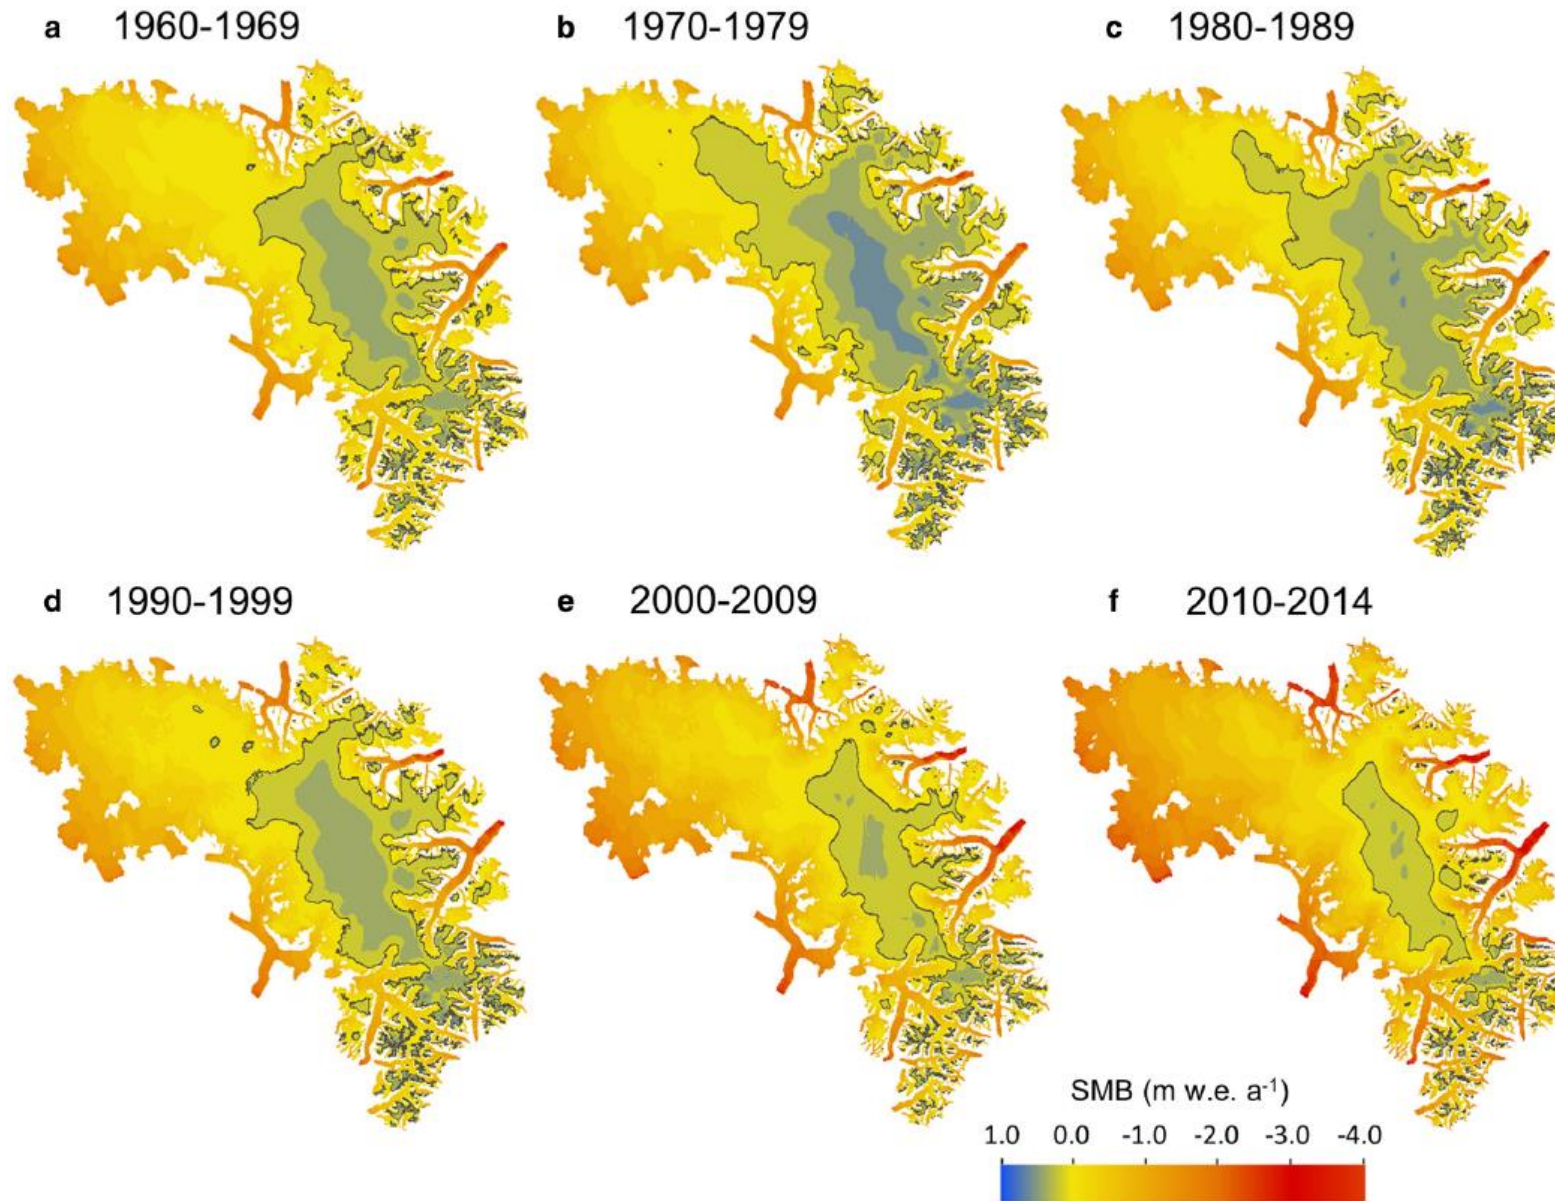 a 1960-1969
b 1970-1979
c 1980-1989
d 1990-1999
e 2000-2009
f 2010-2014
SMB (m w.e. a⁻¹)
1.0 0.0 -1.0 -2.0 -3.0 -4.0